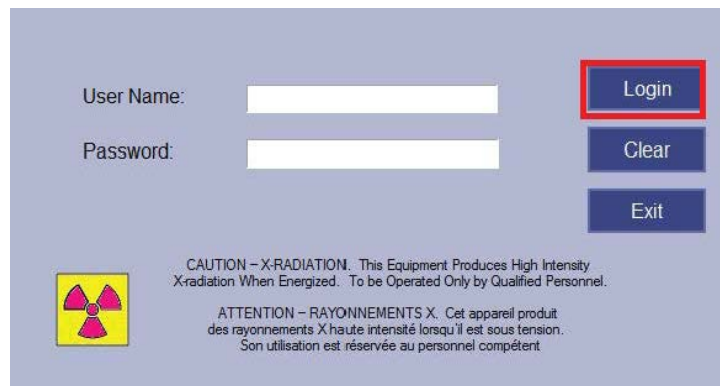 User Name:
Login
Password:
Clear
Exit
CAUTION – X-RADIATION. This Equipment Produces High Intensity
X-radiation When Energized. To be Operated Only by Qualified Personnel.
ATTENTION – RAYONNEMENTS X. Cet appareil produit
des rayonnements X haute intensité lorsqu'il est sous tension.
Son utilisation est réservée au personnel compétent